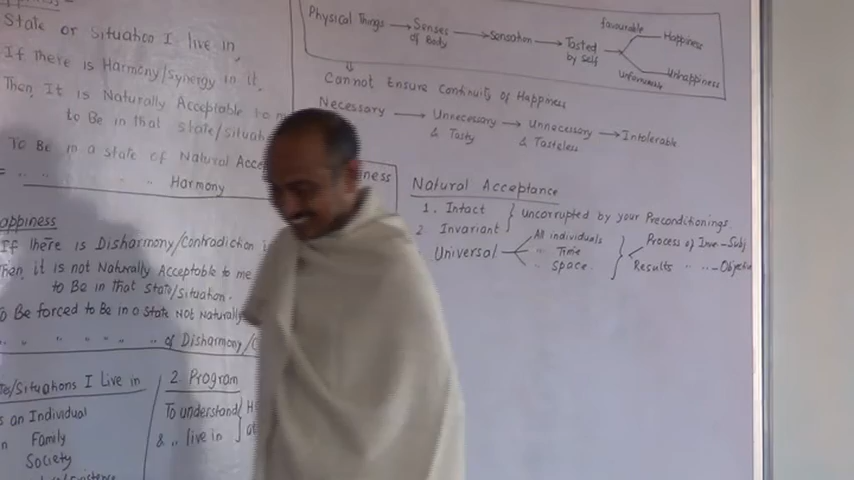 State or Situation I live in,
If There is Harmony/synergy in it,
Then, It is Naturally Acceptable to
to Be in that state/situat
To Be in a state of Natural Acce
= " " " " Harmony
appiness
If there is Disharmony/Contradiction
Then, it is not Naturally Acceptable to me
to Be in that State/Situation.
To Be forced to Be in a State Not Naturally
" " " " " of Disharmony/C
es/Situations I Live in
s an Individual
n Family
Society
2. Program
To understand
& " live in
Physical Things → Senses of Body → Sensation → Tasted by self
favourable Happiness
unfavourable Unhappiness
Cannot Ensure Continuity of Happiness
Necessary → Unnecessary & Tasty → Unnecessary & Tasteless → Intolerable
iness
Natural Acceptance
1. Intact
2. Invariant
uncorrupted by your Preconditionings.
Universal
All individuals
" Time
" Space.
Process of Inve - Subj
Results " " - Objective